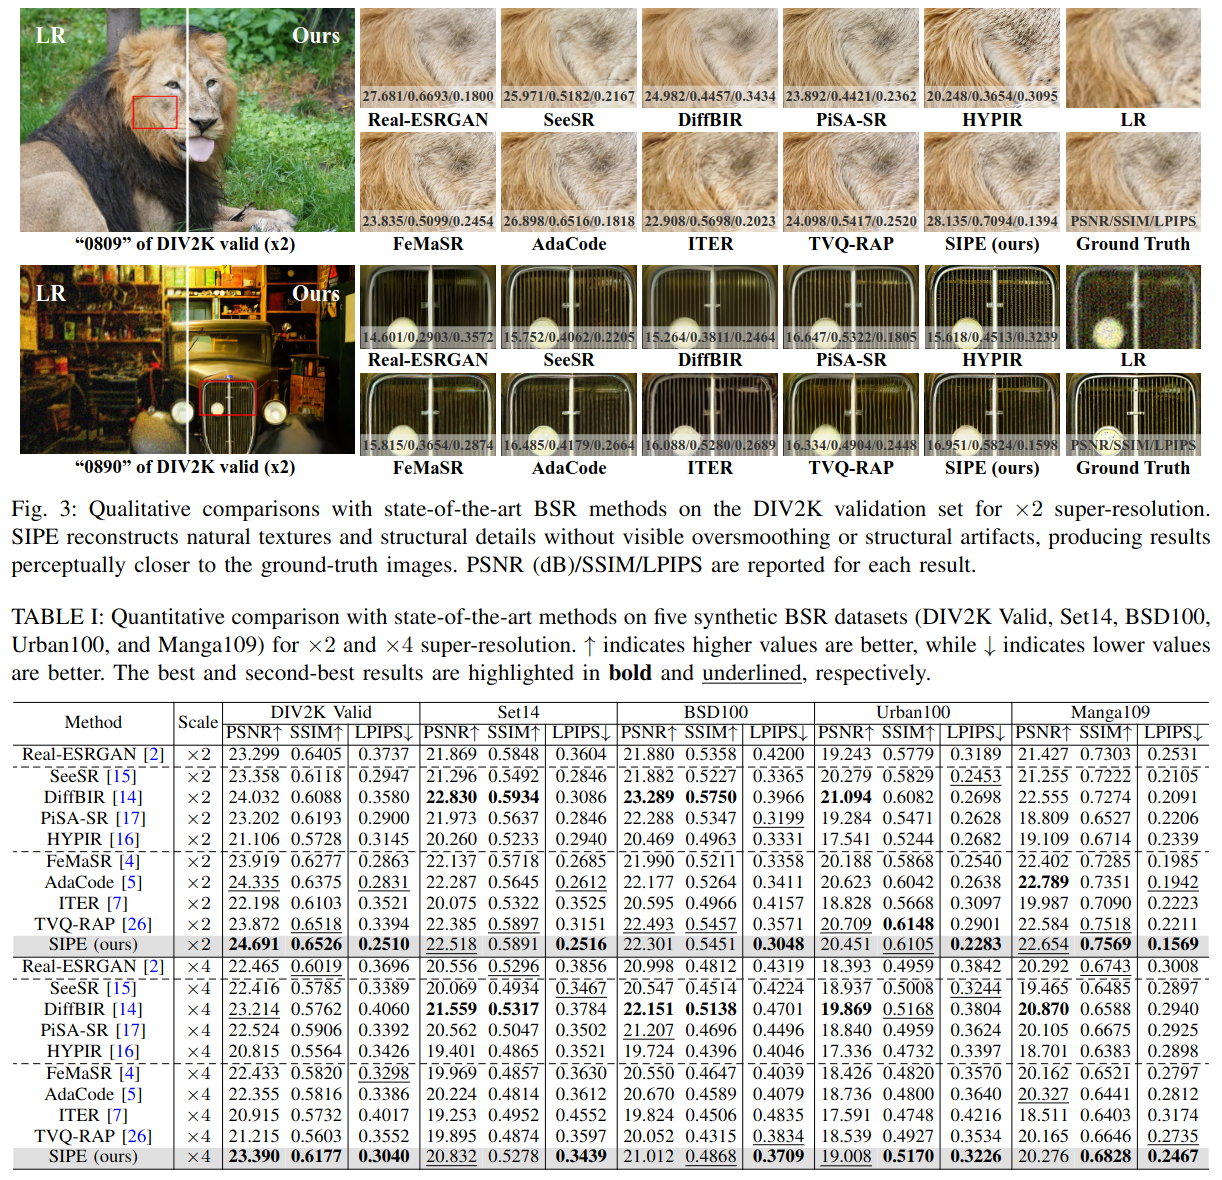 LR Ours
27.681/0.6693/0.1800 25.971/0.5182/0.2167 24.982/0.4457/0.3434 23.892/0.4421/0.2362 20.248/0.3654/0.3095
Real-ESRGAN SeeSR DiffBIR PiSA-SR HYPIR LR
23.835/0.5099/0.2454 26.898/0.6516/0.1818 22.908/0.5698/0.2023 24.098/0.5417/0.2520 28.135/0.7094/0.1394 PSNR/SSIM/LPIPS
“0809” of DIV2K valid (x2) FeMaSR AdaCode ITER TVQ-RAP SIPE (ours) Ground Truth
LR Ours
14.601/0.2903/0.3572 15.752/0.4062/0.2205 15.264/0.3811/0.2464 16.647/0.5322/0.1805 15.618/0.4513/0.3239
Real-ESRGAN SeeSR DiffBIR PiSA-SR HYPIR LR
15.815/0.3654/0.2874 16.485/0.4179/0.2664 16.088/0.5280/0.2689 16.334/0.4904/0.2448 16.951/0.5824/0.1598 PSNR/SSIM/LPIPS
“0890” of DIV2K valid (x2) FeMaSR AdaCode ITER TVQ-RAP SIPE (ours) Ground Truth
Fig. 3: Qualitative comparisons with state-of-the-art BSR methods on the DIV2K validation set for ×2 super-resolution.
SIPE reconstructs natural textures and structural details without visible oversmoothing or structural artifacts, producing results
perceptually closer to the ground-truth images. PSNR (dB)/SSIM/LPIPS are reported for each result.
TABLE I: Quantitative comparison with state-of-the-art methods on five synthetic BSR datasets (DIV2K Valid, Set14, BSD100,
Urban100, and Manga109) for ×2 and ×4 super-resolution. ↑ indicates higher values are better, while ↓ indicates lower values
are better. The best and second-best results are highlighted in bold and underlined, respectively.
Method Scale DIV2K Valid Set14 BSD100 Urban100 Manga109
PSNR↑ SSIM↑ LPIPS↓ PSNR↑ SSIM↑ LPIPS↓ PSNR↑ SSIM↑ LPIPS↓ PSNR↑ SSIM↑ LPIPS↓ PSNR↑ SSIM↑ LPIPS↓
Real-ESRGAN [2] ×2 23.299 0.6405 0.3737 21.869 0.5848 0.3604 21.880 0.5358 0.4200 19.243 0.5779 0.3189 21.427 0.7303 0.2531
SeeSR [15] ×2 23.358 0.6118 0.2947 21.296 0.5492 0.2846 21.882 0.5227 0.3365 20.279 0.5829 0.2453 21.255 0.7222 0.2105
DiffBIR [14] ×2 24.032 0.6088 0.3580 22.830 0.5934 0.3086 23.289 0.5750 0.3966 21.094 0.6082 0.2698 22.555 0.7274 0.2091
PiSA-SR [17] ×2 23.202 0.6193 0.2900 21.973 0.5637 0.2846 22.288 0.5347 0.3199 19.284 0.5471 0.2628 18.809 0.6527 0.2206
HYPIR [16] ×2 21.106 0.5728 0.3145 20.260 0.5233 0.2940 20.469 0.4963 0.3331 17.541 0.5244 0.2682 19.109 0.6714 0.2339
FeMaSR [4] ×2 23.919 0.6277 0.2863 22.137 0.5718 0.2685 21.990 0.5211 0.3358 20.188 0.5868 0.2540 22.402 0.7285 0.1985
AdaCode [5] ×2 24.335 0.6375 0.2831 22.287 0.5645 0.2612 22.177 0.5264 0.3411 20.623 0.6042 0.2638 22.789 0.7351 0.1942
ITER [7] ×2 22.198 0.6103 0.3521 20.075 0.5322 0.3521 20.595 0.4966 0.4157 18.828 0.5668 0.3097 19.987 0.7090 0.2223
TVQ-RAP [26] ×2 23.872 0.6518 0.3394 22.385 0.5897 0.3151 22.493 0.5457 0.3571 20.709 0.6148 0.2901 22.584 0.7518 0.2211
SIPE (ours) ×2 24.691 0.6526 0.2510 22.518 0.5891 0.2516 22.301 0.5451 0.3048 20.451 0.6105 0.2283 22.654 0.7569 0.1569
Real-ESRGAN [2] ×4 22.465 0.6019 0.3696 20.556 0.5296 0.3856 20.998 0.4812 0.4319 18.393 0.4959 0.3842 20.292 0.6743 0.3008
SeeSR [15] ×4 22.416 0.5785 0.3389 20.069 0.4934 0.3467 20.547 0.4514 0.4224 18.937 0.5008 0.3244 19.465 0.6485 0.2897
DiffBIR [14] ×4 23.214 0.5762 0.4060 21.559 0.5317 0.3784 22.151 0.5138 0.4701 19.869 0.5168 0.3804 20.870 0.6588 0.2940
PiSA-SR [17] ×4 22.524 0.5906 0.3392 20.562 0.5047 0.3502 21.207 0.4696 0.4496 18.840 0.4959 0.3624 20.105 0.6675 0.2925
HYPIR [16] ×4 20.815 0.5564 0.3426 19.401 0.4865 0.3521 19.724 0.4396 0.4046 17.336 0.4732 0.3397 18.701 0.6383 0.2898
FeMaSR [4] ×4 22.433 0.5820 0.3298 19.969 0.4857 0.3630 20.550 0.4647 0.4039 18.426 0.4820 0.3570 20.162 0.6521 0.2797
AdaCode [5] ×4 22.355 0.5816 0.3386 20.224 0.4814 0.3612 20.670 0.4589 0.4079 18.736 0.4800 0.3640 20.327 0.6441 0.2812
ITER [7] ×4 20.915 0.5732 0.4017 19.253 0.4952 0.4552 19.824 0.4506 0.4835 17.591 0.4748 0.4216 18.511 0.6403 0.3174
TVQ-RAP [26] ×4 21.215 0.5603 0.3552 19.895 0.4874 0.3597 20.052 0.4315 0.3834 18.539 0.4927 0.3534 20.165 0.6646 0.2735
SIPE (ours) ×4 23.390 0.6177 0.3040 20.832 0.5278 0.3439 21.012 0.4868 0.3709 19.008 0.5170 0.3226 20.276 0.6828 0.2467